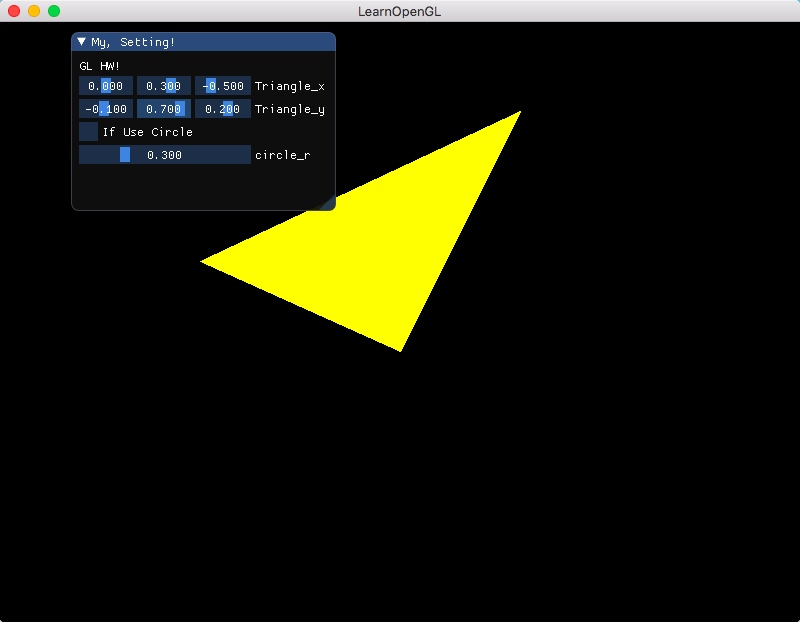 LearnOpenGL
▼ My, Setting!
GL HW!
0.000 0.300 -0.500 Triangle_x
-0.100 0.700 0.200 Triangle_y
If Use Circle
0.300 circle_r